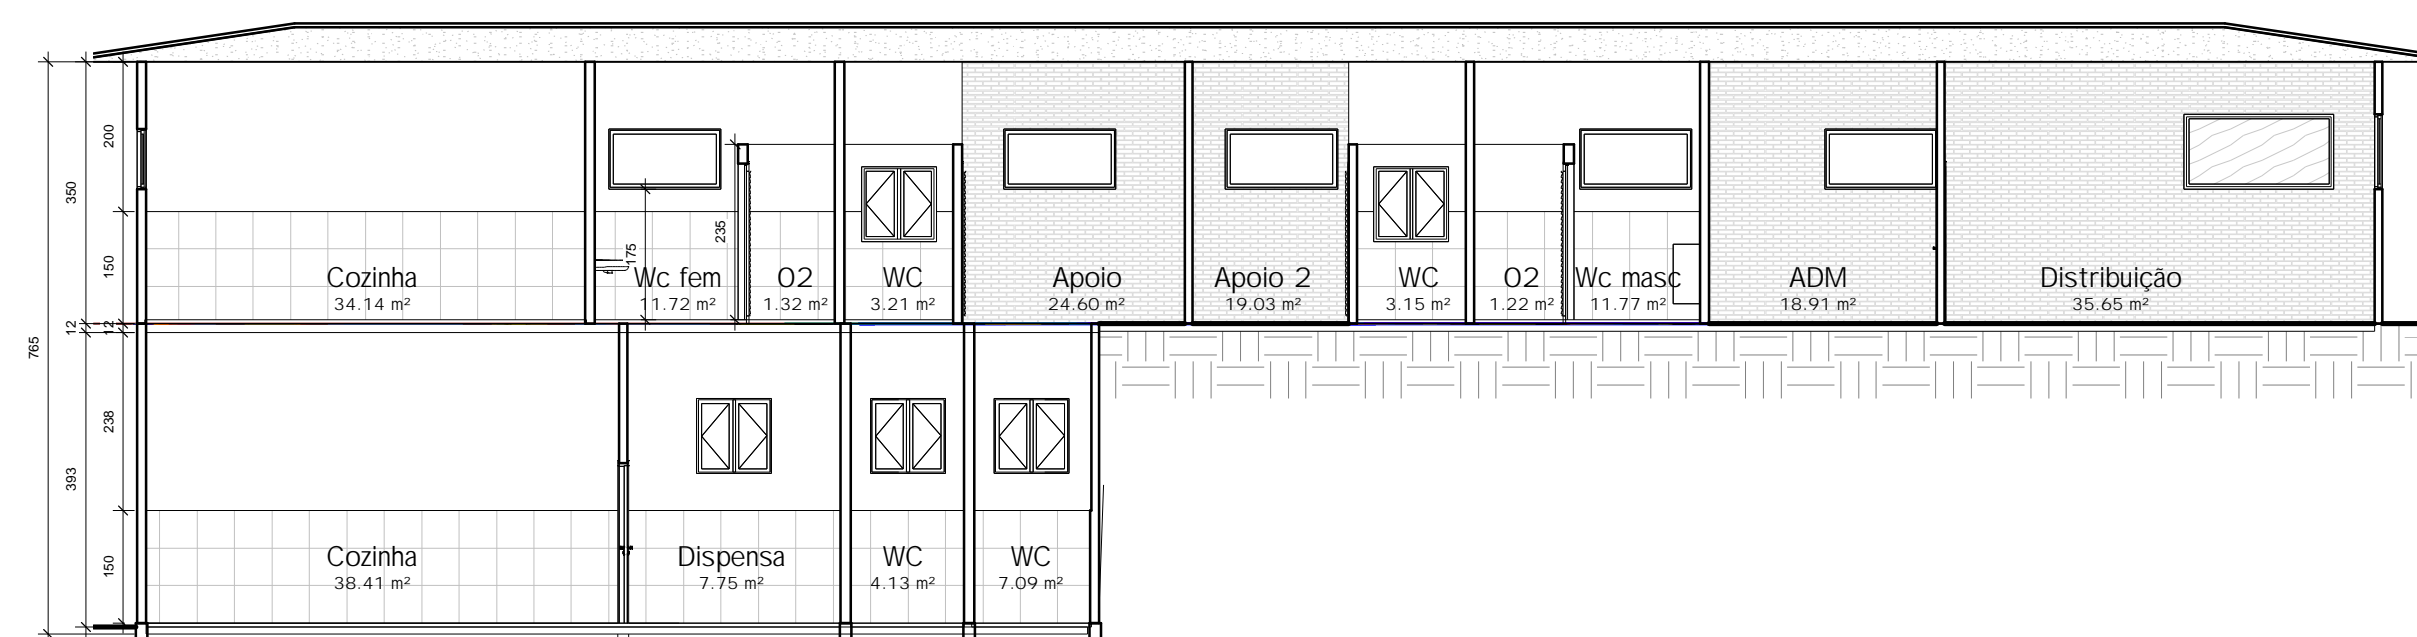 200
350
235
175
150
Cozinha
34.14 m²
Wc fem
11.72 m²
02
1.32 m²
WC
3.21 m²
Apoio
24.60 m²
Apoio 2
19.03 m²
WC
3.15 m²
02
1.22 m²
Wc masc
11.77 m²
ADM
18.91 m²
Distribuição
35.65 m²
12
12
765
238
393
150
Cozinha
38.41 m²
Dispensa
7.75 m²
WC
4.13 m²
WC
7.09 m²